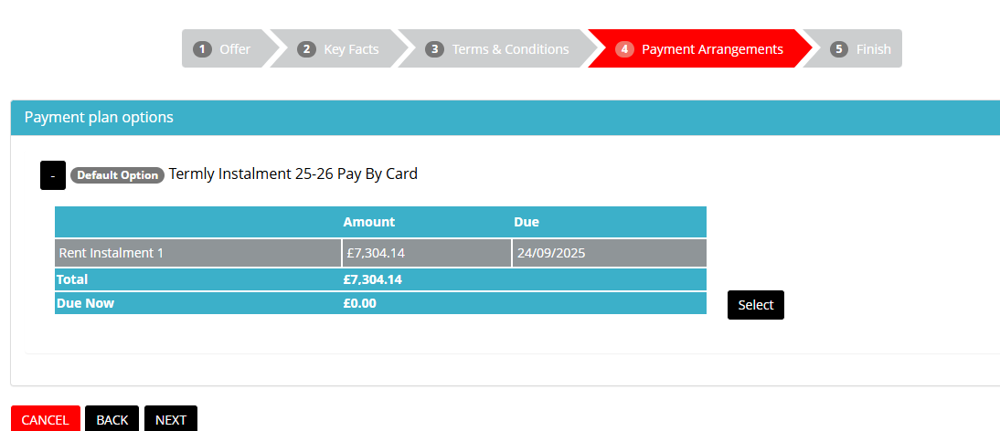 1 Offer 2 Key Facts 3 Terms & Conditions 4 Payment Arrangements 5 Finish
Payment plan options
- Default Option Termly Instalment 25-26 Pay By Card
Amount Due
Rent Instalment 1 £7,304.14 24/09/2025
Total £7,304.14
Due Now £0.00
Select
CANCEL BACK NEXT